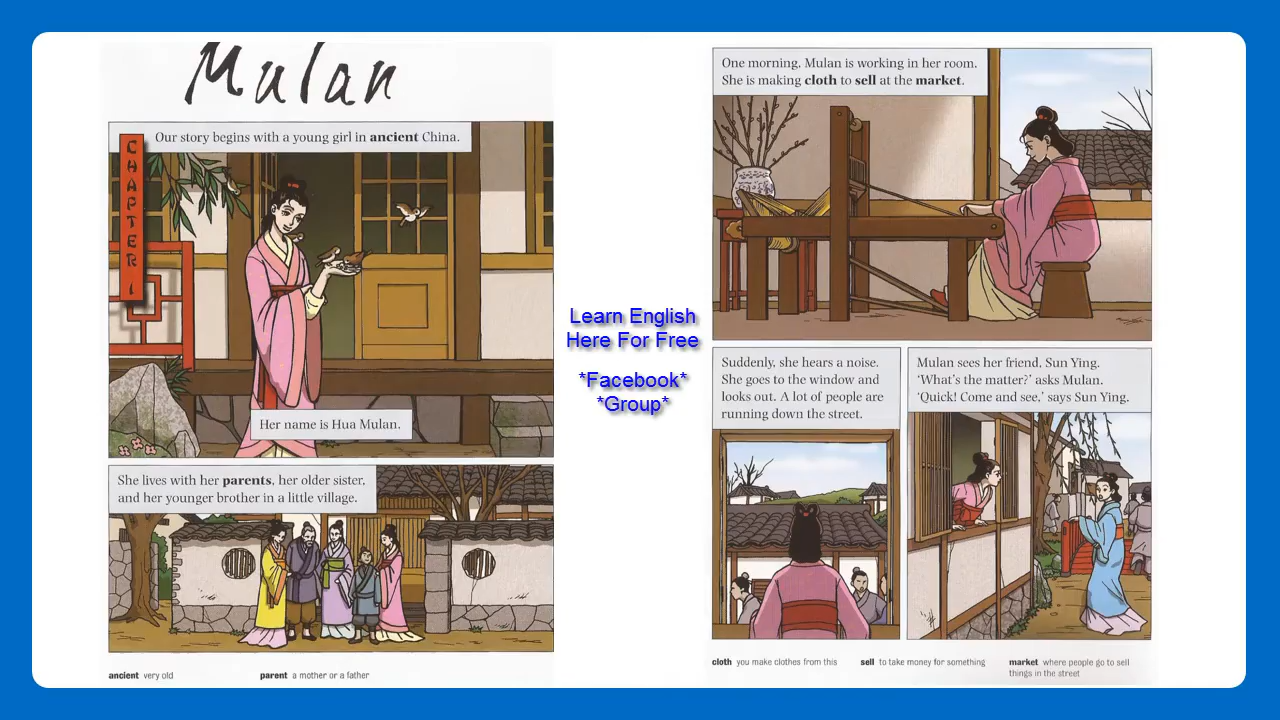 Mulan
CHAPTER 1
Our story begins with a young girl in ancient China.
Her name is Hua Mulan.
She lives with her parents, her older sister,
and her younger brother in a little village.
ancient very old
parent a mother or a father
Learn English
Here For Free
*Facebook*
*Group*
One morning, Mulan is working in her room.
She is making cloth to sell at the market.
Suddenly, she hears a noise.
She goes to the window and
looks out. A lot of people are
running down the street.
Mulan sees her friend, Sun Ying.
‘What’s the matter?’ asks Mulan.
‘Quick! Come and see,’ says Sun Ying.
cloth you make clothes from this
sell to take money for something
market where people go to sell
things in the street